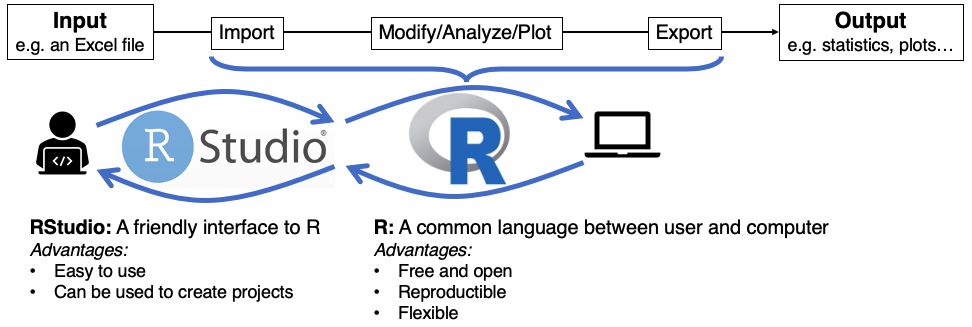 Input
e.g. an Excel file
Import
Modify/Analyze/Plot
Export
Output
e.g. statistics, plots…
</>
R Studio®
R
RStudio: A friendly interface to R
Advantages:
• Easy to use
• Can be used to create projects
R: A common language between user and computer
Advantages:
• Free and open
• Reproductible
• Flexible